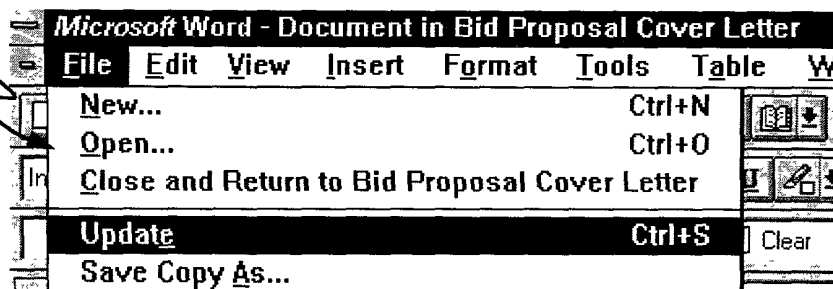 Microsoft Word - Document in Bid Proposal Cover Letter
File Edit View Insert Format Tools Table W
New... Ctrl+N
Open... Ctrl+O
In Close and Return to Bid Proposal Cover Letter U
Update Ctrl+S Clear
Save Copy As...